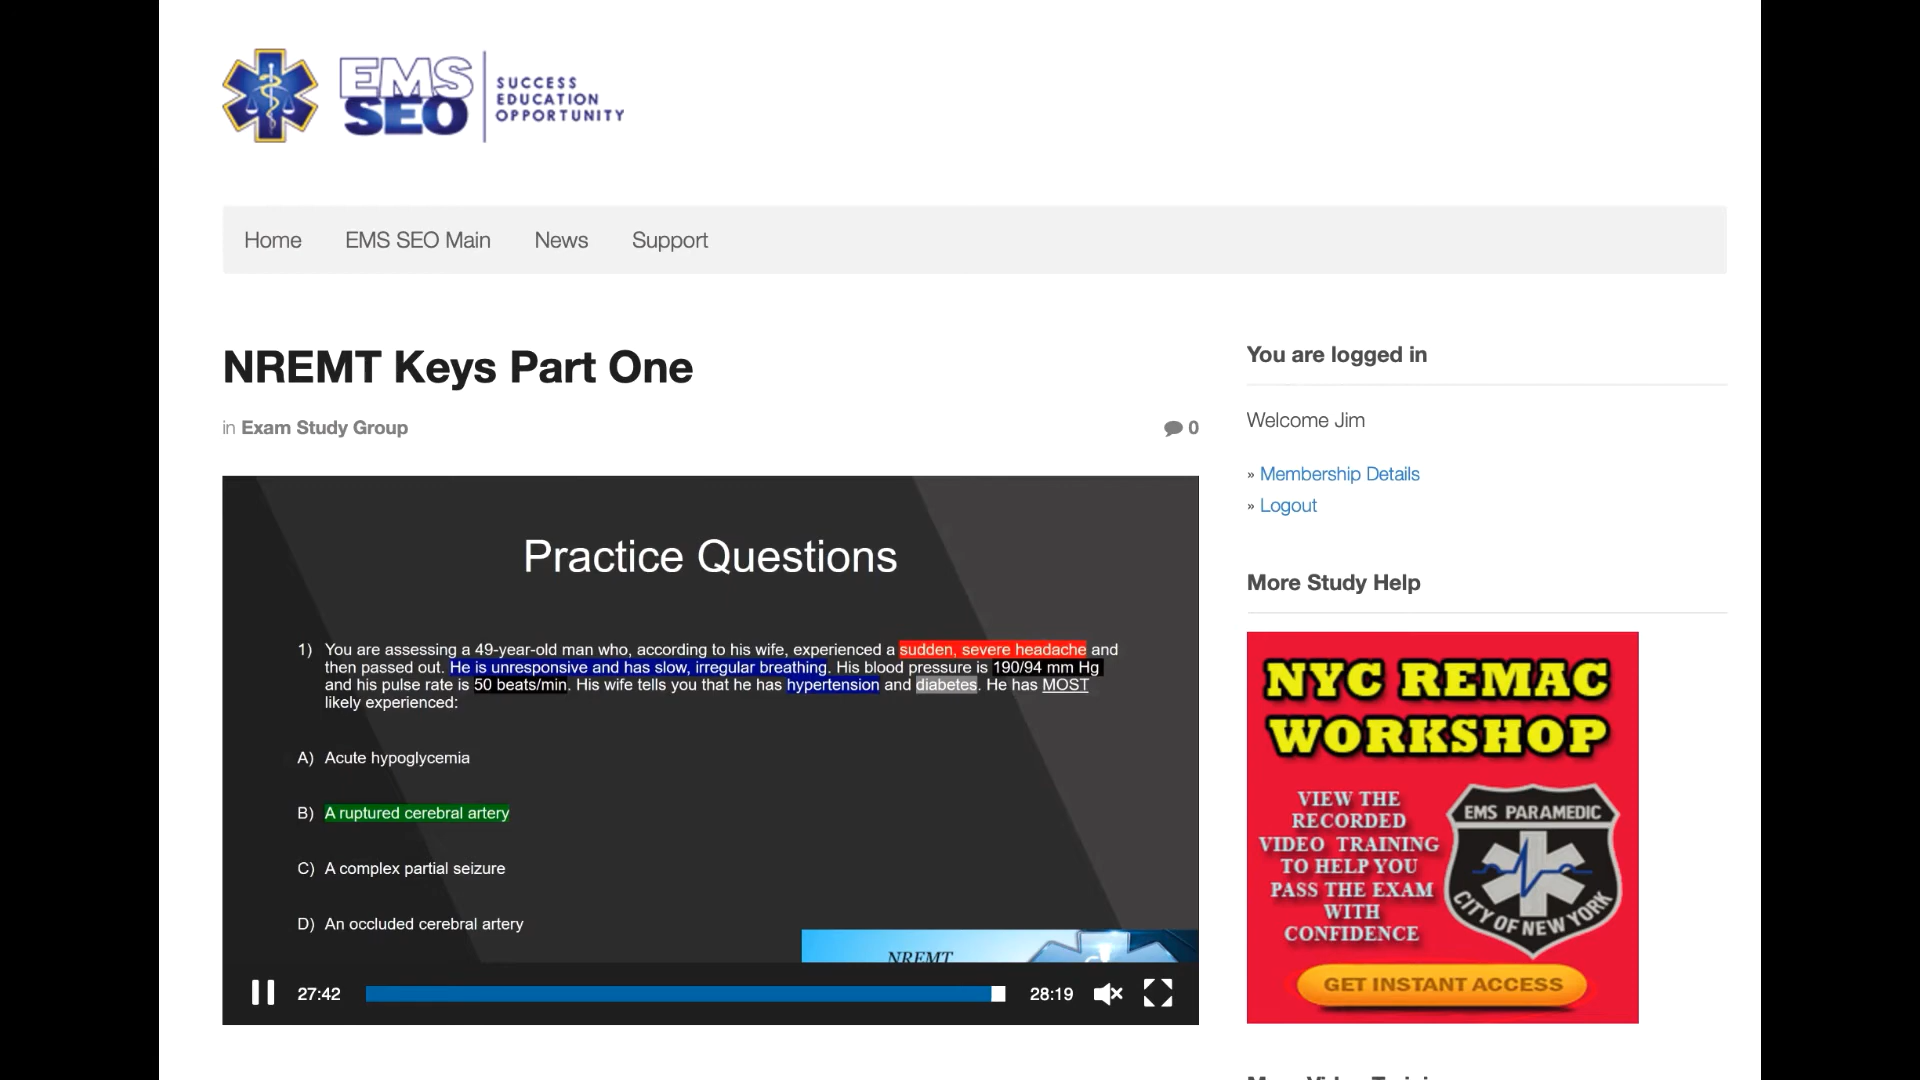 EMS
SEO
SUCCESS
EDUCATION
OPPORTUNITY
Home EMS SEO Main News Support
NREMT Keys Part One
in Exam Study Group 0
Practice Questions
1) You are assessing a 49-year-old man who, according to his wife, experienced a sudden, severe headache and
then passed out. He is unresponsive and has slow, irregular breathing. His blood pressure is 190/94 mm Hg
and his pulse rate is 50 beats/min. His wife tells you that he has hypertension and diabetes. He has MOST
likely experienced:
A) Acute hypoglycemia
B) A ruptured cerebral artery
C) A complex partial seizure
D) An occluded cerebral artery
NREMT
27:42 28:19
You are logged in
Welcome Jim
» Membership Details
» Logout
More Study Help
NYC REMAC
WORKSHOP
VIEW THE
RECORDED
VIDEO TRAINING
TO HELP YOU
PASS THE EXAM
WITH
CONFIDENCE
EMS PARAMEDIC
CITY OF NEW YORK
GET INSTANT ACCESS